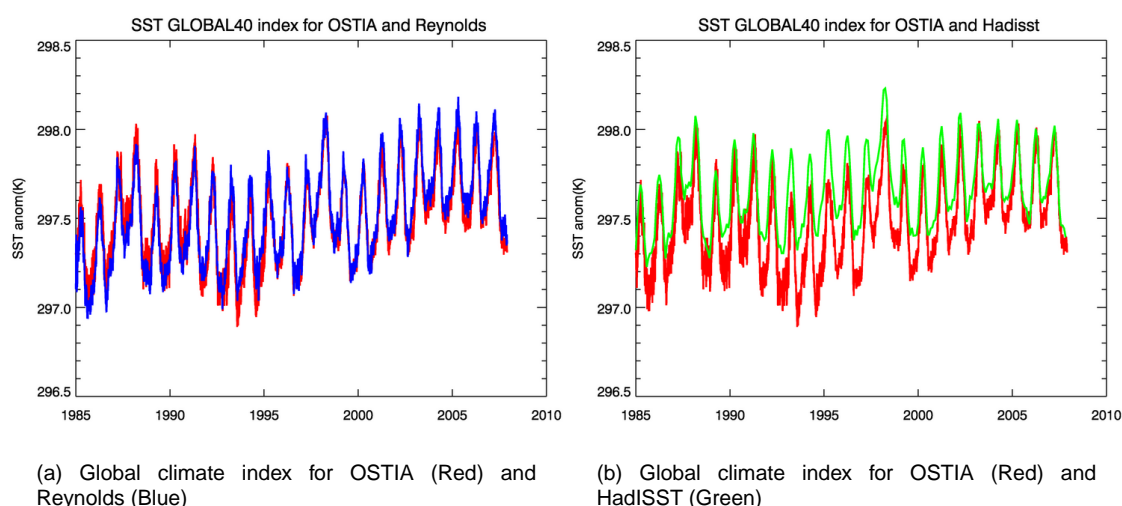 SST GLOBAL40 index for OSTIA and Reynolds
298.5
298.0
297.5
297.0
296.5
SST anom(K)
1985
1990
1995
2000
2005
2010
(a) Global climate index for OSTIA (Red) and
Reynolds (Blue)
SST GLOBAL40 index for OSTIA and Hadisst
298.5
298.0
297.5
297.0
296.5
SST anom(K)
1985
1990
1995
2000
2005
2010
(b) Global climate index for OSTIA (Red) and
HadISST (Green)